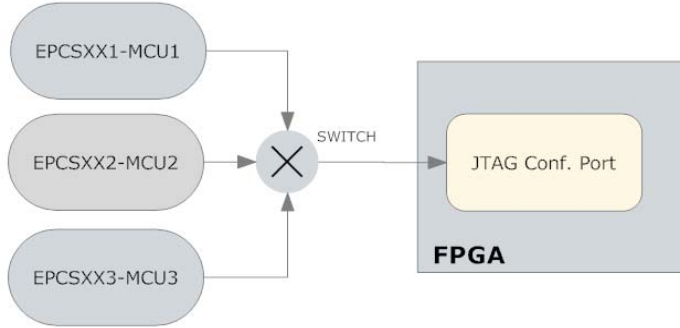 EPCSXX1-MCU1
SWITCH
EPCSXX2-MCU2
JTAG Conf. Port
EPCSXX3-MCU3
FPGA